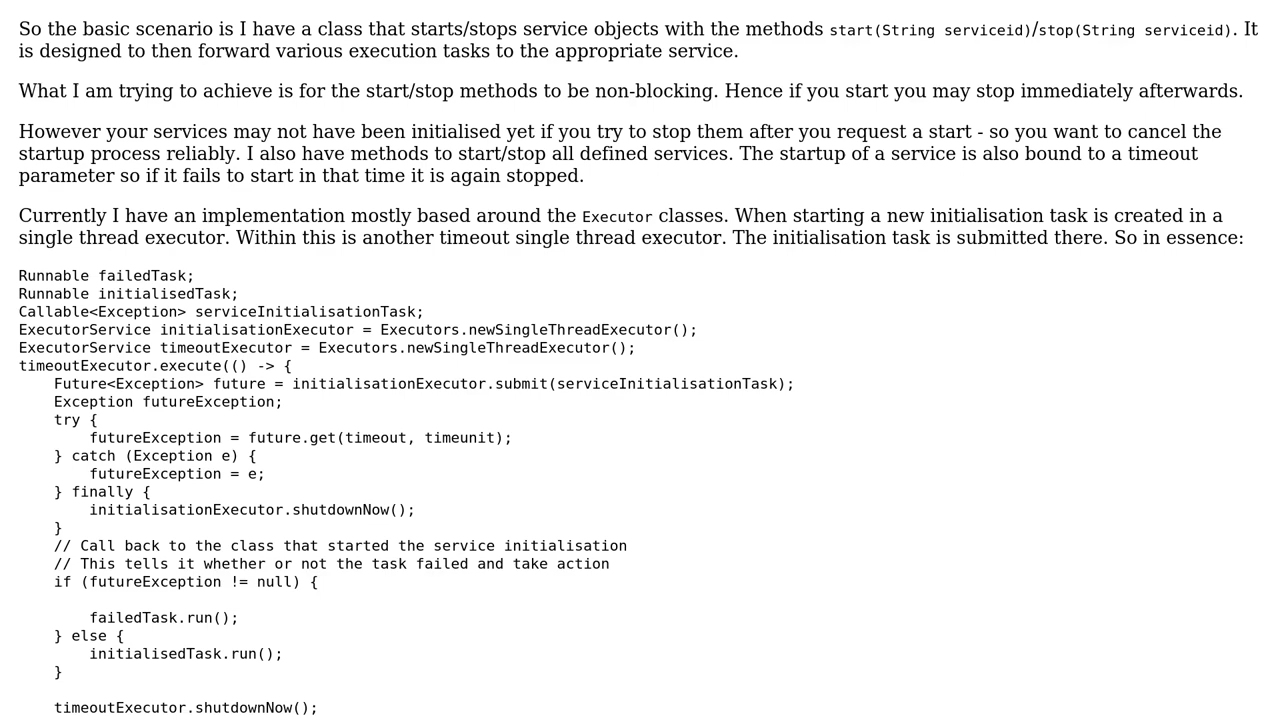 So the basic scenario is I have a class that starts/stops service objects with the methods start(String serviceid)/stop(String serviceid). It
is designed to then forward various execution tasks to the appropriate service.
What I am trying to achieve is for the start/stop methods to be non-blocking. Hence if you start you may stop immediately afterwards.
However your services may not have been initialised yet if you try to stop them after you request a start - so you want to cancel the
startup process reliably. I also have methods to start/stop all defined services. The startup of a service is also bound to a timeout
parameter so if it fails to start in that time it is again stopped.
Currently I have an implementation mostly based around the Executor classes. When starting a new initialisation task is created in a
single thread executor. Within this is another timeout single thread executor. The initialisation task is submitted there. So in essence:
Runnable failedTask;
Runnable initialisedTask;
Callable<Exception> serviceInitialisationTask;
ExecutorService initialisationExecutor = Executors.newSingleThreadExecutor();
ExecutorService timeoutExecutor = Executors.newSingleThreadExecutor();
timeoutExecutor.execute(() -> {
    Future<Exception> future = initialisationExecutor.submit(serviceInitialisationTask);
    Exception futureException;
    try {
        futureException = future.get(timeout, timeunit);
    } catch (Exception e) {
        futureException = e;
    } finally {
        initialisationExecutor.shutdownNow();
    }
    // Call back to the class that started the service initialisation
    // This tells it whether or not the task failed and take action
    if (futureException != null) {
        failedTask.run();
    } else {
        initialisedTask.run();
    }
    timeoutExecutor.shutdownNow();